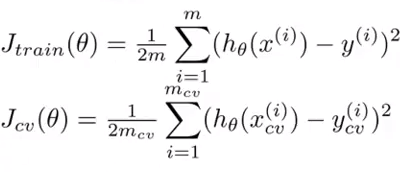 J_{train}(θ) = \frac{1}{2m} \sum_{i=1}^{m} (h_θ(x^{(i)}) − y^{(i)})^2
J_{cv}(θ) = \frac{1}{2m_{cv}} \sum_{i=1}^{m_{cv}} (h_θ(x_{cv}^{(i)}) − y_{cv}^{(i)})^2